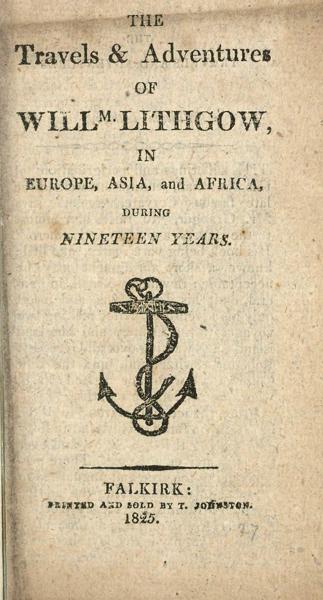 THE
Travels & Adventures
OF
WILLM. LITHGOW,
IN
EUROPE, ASIA, and AFRICA,
DURING
NINETEEN YEARS.
FALKIRK:
PRINTED AND SOLD BY T. JOHNSTON.
1825.
27